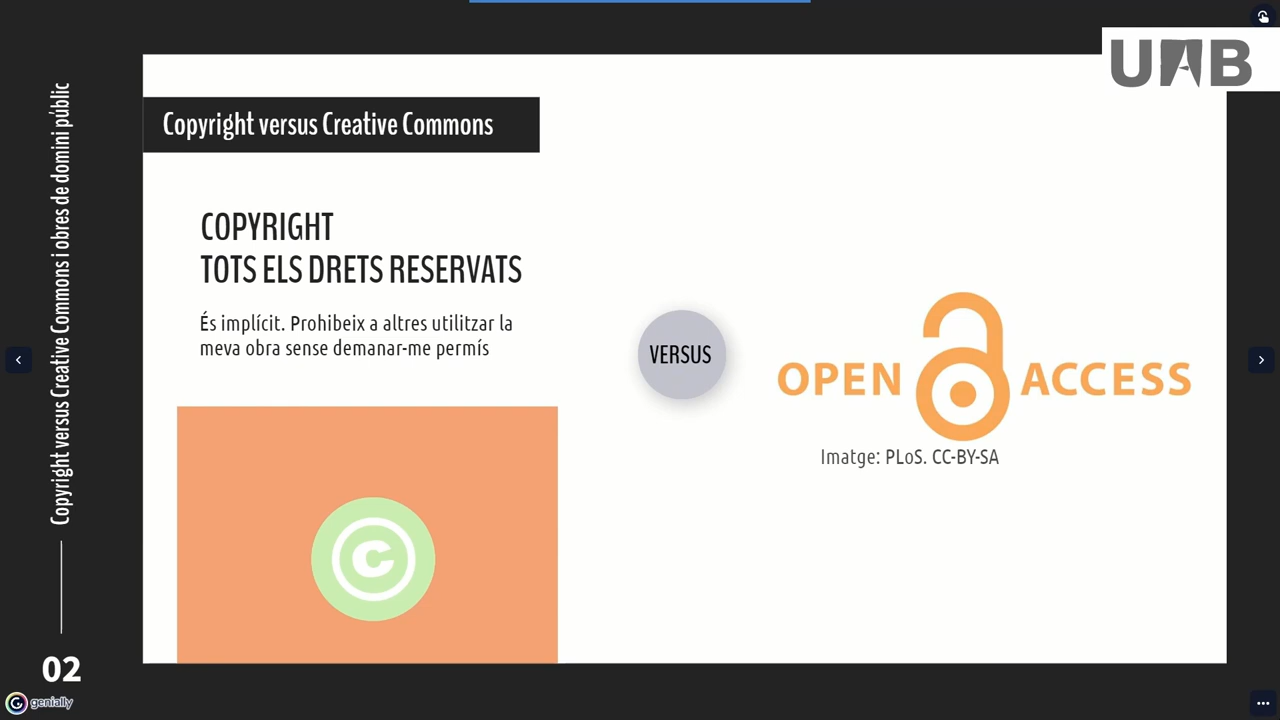 UAB
Copyright versus Creative Commons i obres de domini públic
Copyright versus Creative Commons
COPYRIGHT
TOTS ELS DRETS RESERVATS
És implícit. Prohibeix a altres utilitzar la
meva obra sense demanar-me permís
VERSUS
OPEN ACCESS
Imatge: PLoS. CC-BY-SA
©
02
genially